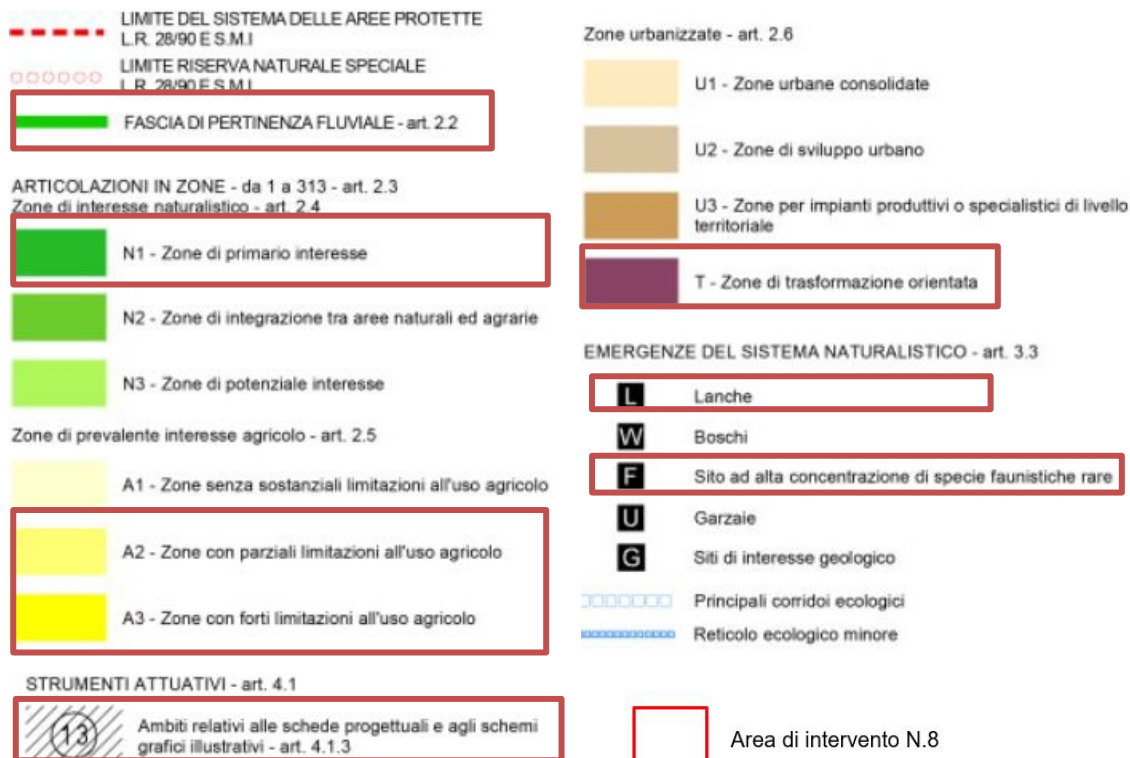 LIMITE DEL SISTEMA DELLE AREE PROTETTE
L.R. 28/90 E S.M.I
LIMITE RISERVA NATURALE SPECIALE
L.R. 28/90 E S.M.I
FASCIA DI PERTINENZA FLUVIALE - art. 2.2
ARTICOLAZIONI IN ZONE - da 1 a 313 - art. 2.3
Zone di interesse naturalistico - art. 2.4
N1 - Zone di primario interesse
N2 - Zone di integrazione tra aree naturali ed agrarie
N3 - Zone di potenziale interesse
Zone di prevalente interesse agricolo - art. 2.5
A1 - Zone senza sostanziali limitazioni all'uso agricolo
A2 - Zone con parziali limitazioni all'uso agricolo
A3 - Zone con forti limitazioni all'uso agricolo
STRUMENTI ATTUATIVI - art. 4.1
13 Ambiti relativi alle schede progettuali e agli schemi
grafici illustrativi - art. 4.1.3
Zone urbanizzate - art. 2.6
U1 - Zone urbane consolidate
U2 - Zone di sviluppo urbano
U3 - Zone per impianti produttivi o specialistici di livello
territoriale
T - Zone di trasformazione orientata
EMERGENZE DEL SISTEMA NATURALISTICO - art. 3.3
L Lanche
W Boschi
F Sito ad alta concentrazione di specie faunistiche rare
U Garzaie
G Siti di interesse geologico
Principali corridoi ecologici
Reticolo ecologico minore
Area di intervento N.8